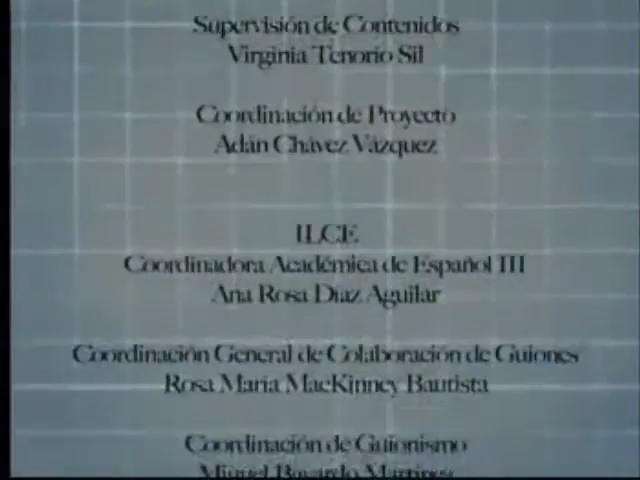 Supervisión de Contenidos
Virginia Tenorio Sil
Coordinación de Proyecto
Adán Chávez Vázquez
ILCE
Coordinadora Académica de Español III
Ana Rosa Díaz Aguilar
Coordinación General de Colaboración de Guiones
Rosa María MacKinney Bautista
Coordinación de Guionismo
Miguel